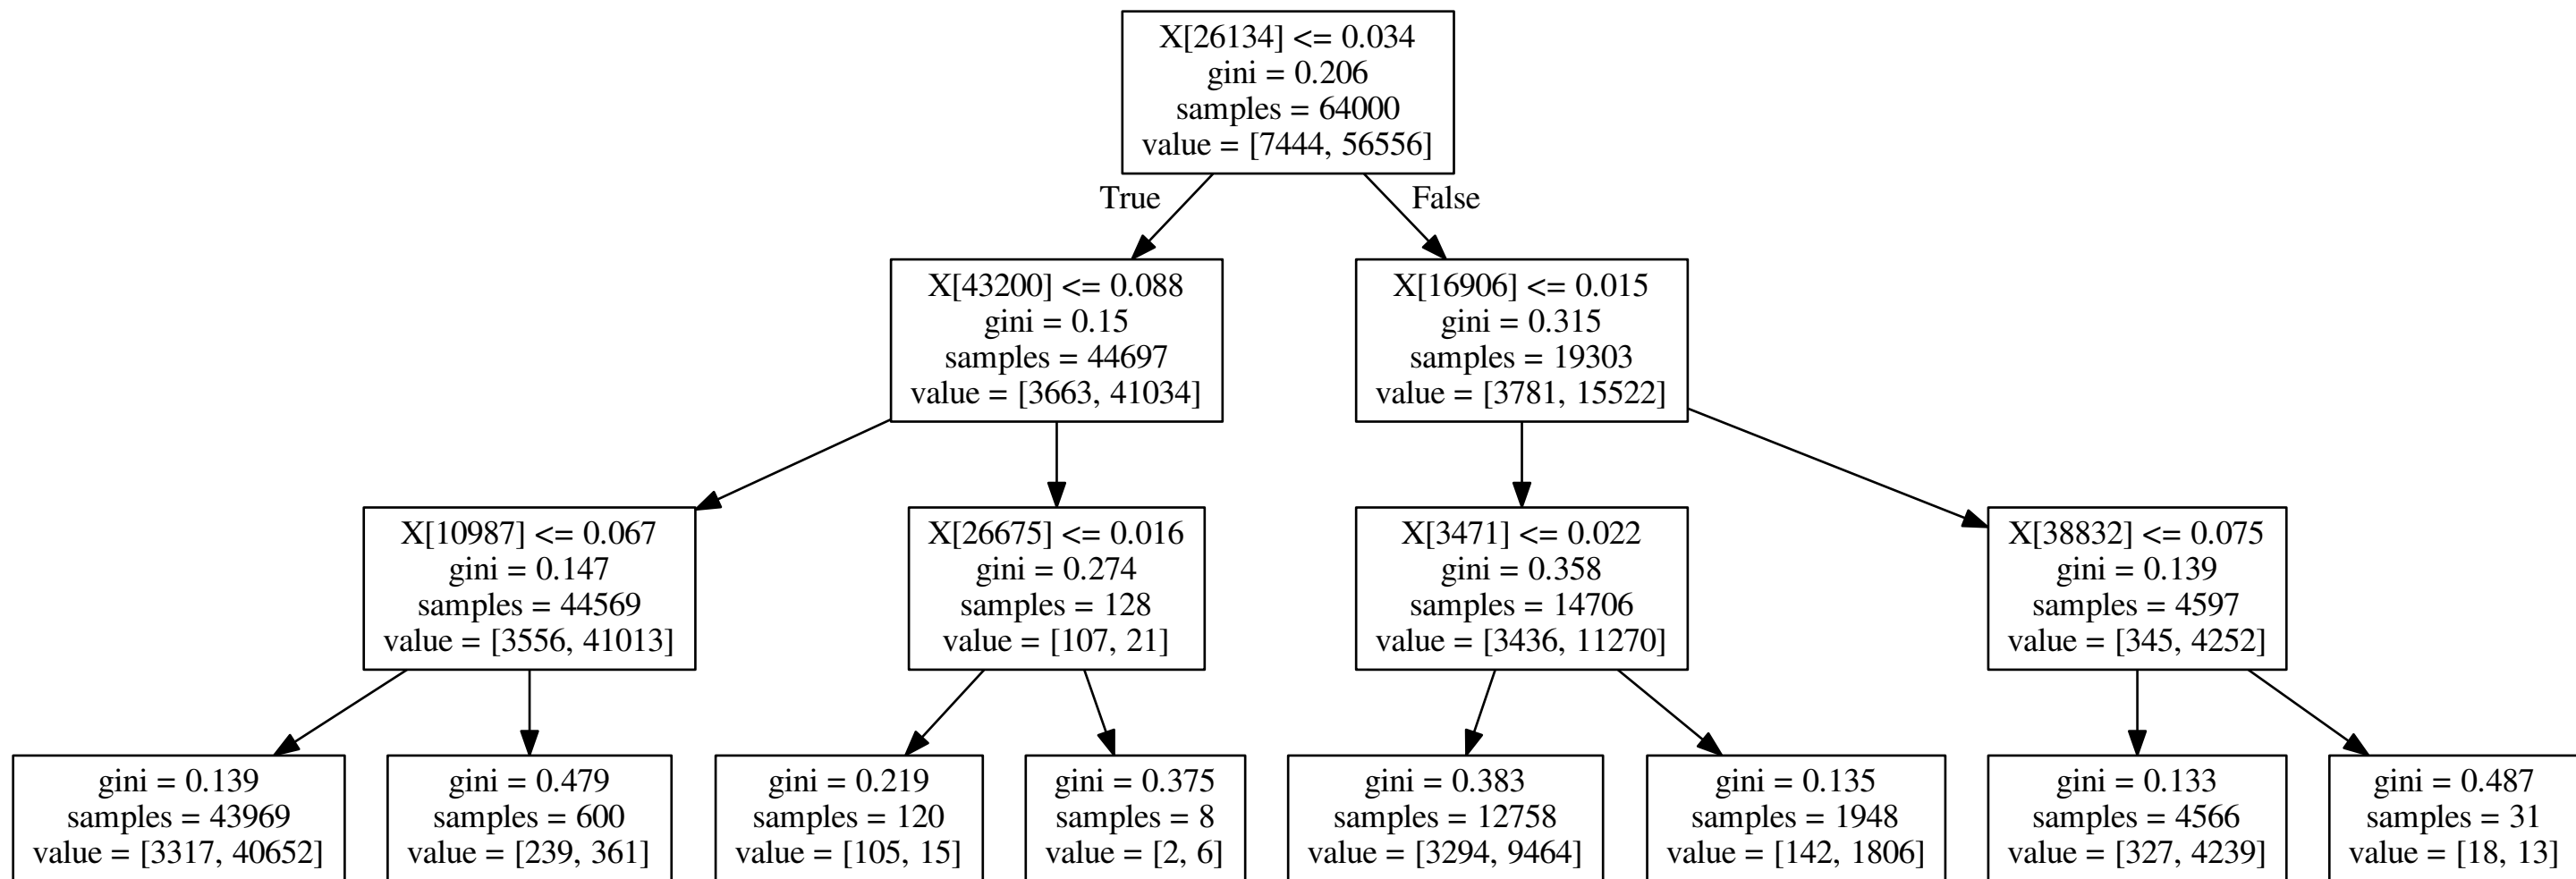 X[26134] <= 0.034
gini = 0.206
samples = 64000
value = [7444, 56556]
True
False
X[43200] <= 0.088
gini = 0.15
samples = 44697
value = [3663, 41034]
X[16906] <= 0.015
gini = 0.315
samples = 19303
value = [3781, 15522]
X[10987] <= 0.067
gini = 0.147
samples = 44569
value = [3556, 41013]
X[26675] <= 0.016
gini = 0.274
samples = 128
value = [107, 21]
X[3471] <= 0.022
gini = 0.358
samples = 14706
value = [3436, 11270]
X[38832] <= 0.075
gini = 0.139
samples = 4597
value = [345, 4252]
gini = 0.139
samples = 43969
value = [3317, 40652]
gini = 0.479
samples = 600
value = [239, 361]
gini = 0.219
samples = 120
value = [105, 15]
gini = 0.375
samples = 8
value = [2, 6]
gini = 0.383
samples = 12758
value = [3294, 9464]
gini = 0.135
samples = 1948
value = [142, 1806]
gini = 0.133
samples = 4566
value = [327, 4239]
gini = 0.487
samples = 31
value = [18, 13]